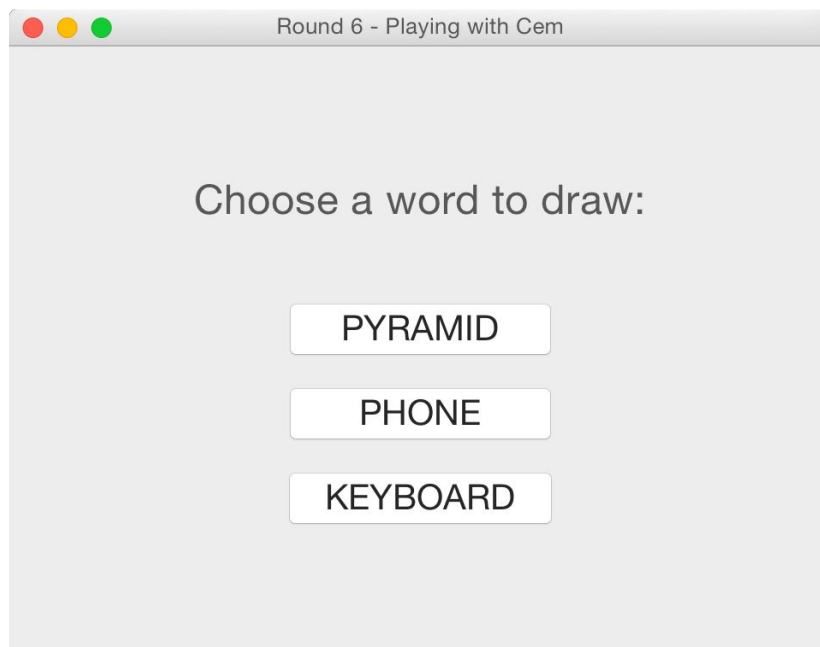 Round 6 - Playing with Cem
Choose a word to draw:
PYRAMID
PHONE
KEYBOARD